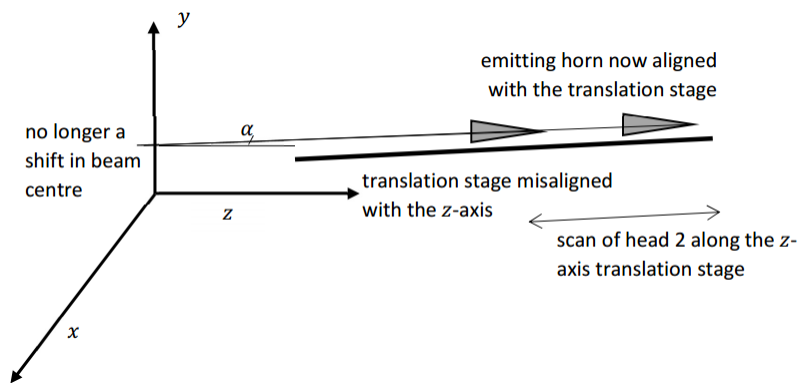 y
emitting horn now aligned
with the translation stage
no longer a
shift in beam
centre
α
translation stage misaligned
with the z-axis
z
scan of head 2 along the z-
axis translation stage
x